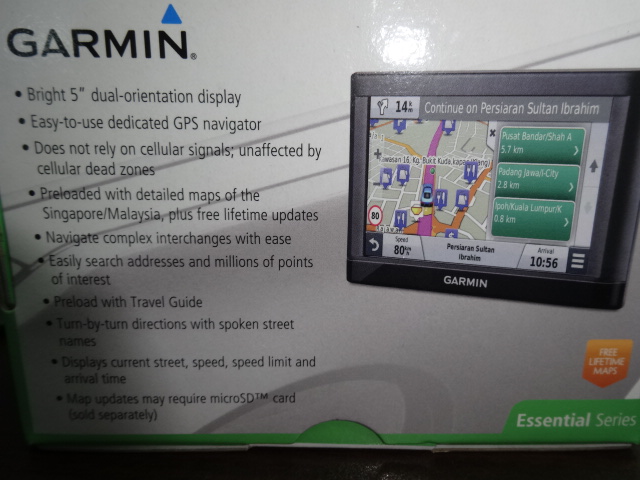 GARMIN®
• Bright 5" dual-orientation display
• Easy-to-use dedicated GPS navigator
• Does not rely on cellular signals; unaffected by
cellular dead zones
• Preloaded with detailed maps of the
Singapore/Malaysia, plus free lifetime updates
• Navigate complex interchanges with ease
• Easily search addresses and millions of points
of interest
• Preload with Travel Guide
• Turn-by-turn directions with spoken street
names
• Displays current street, speed, speed limit and
arrival time
• Map updates may require microSD™ card
(sold separately)
14 km
Continue on Persiaran Sultan Ibrahim
Pusat Bandar/Shah A
5.7 km
Padang Jawa/I-City
2.8 km
Ipoh/Kuala Lumpur/K
0.8 km
80
Speed
80
Persiaran Sultan
Ibrahim
Arrival
10:56
GARMIN
FREE
LIFETIME
MAPS
Essential Series